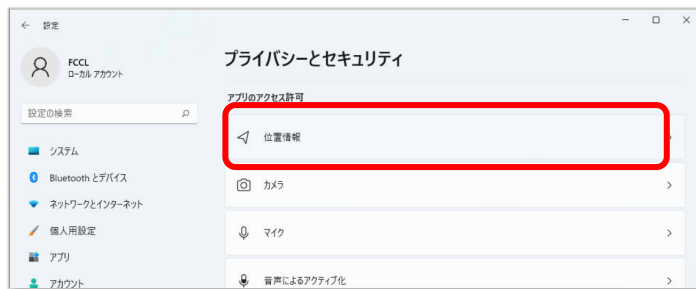 設定
FCCL
ローカル アカウント
設定の検索
システム
Bluetooth とデバイス
ネットワークとインターネット
個人用設定
アプリ
アカウント
プライバシーとセキュリティ
アプリのアクセス許可
位置情報
カメラ
マイク
音声によるアクティブ化